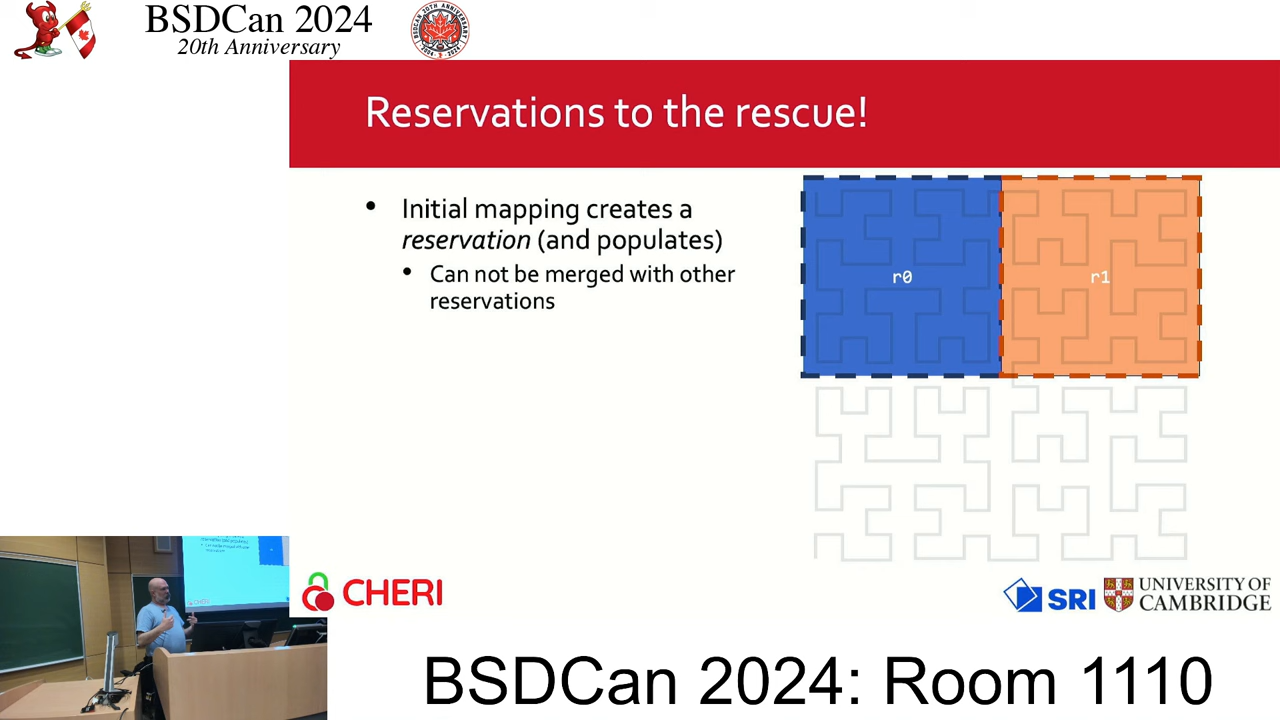 BSDCan 2024
20th Anniversary
Reservations to the rescue!
• Initial mapping creates a
reservation (and populates)
• Can not be merged with other
reservations
r0
r1
CHERI
SRI
UNIVERSITY OF
CAMBRIDGE
BSDCan 2024: Room 1110